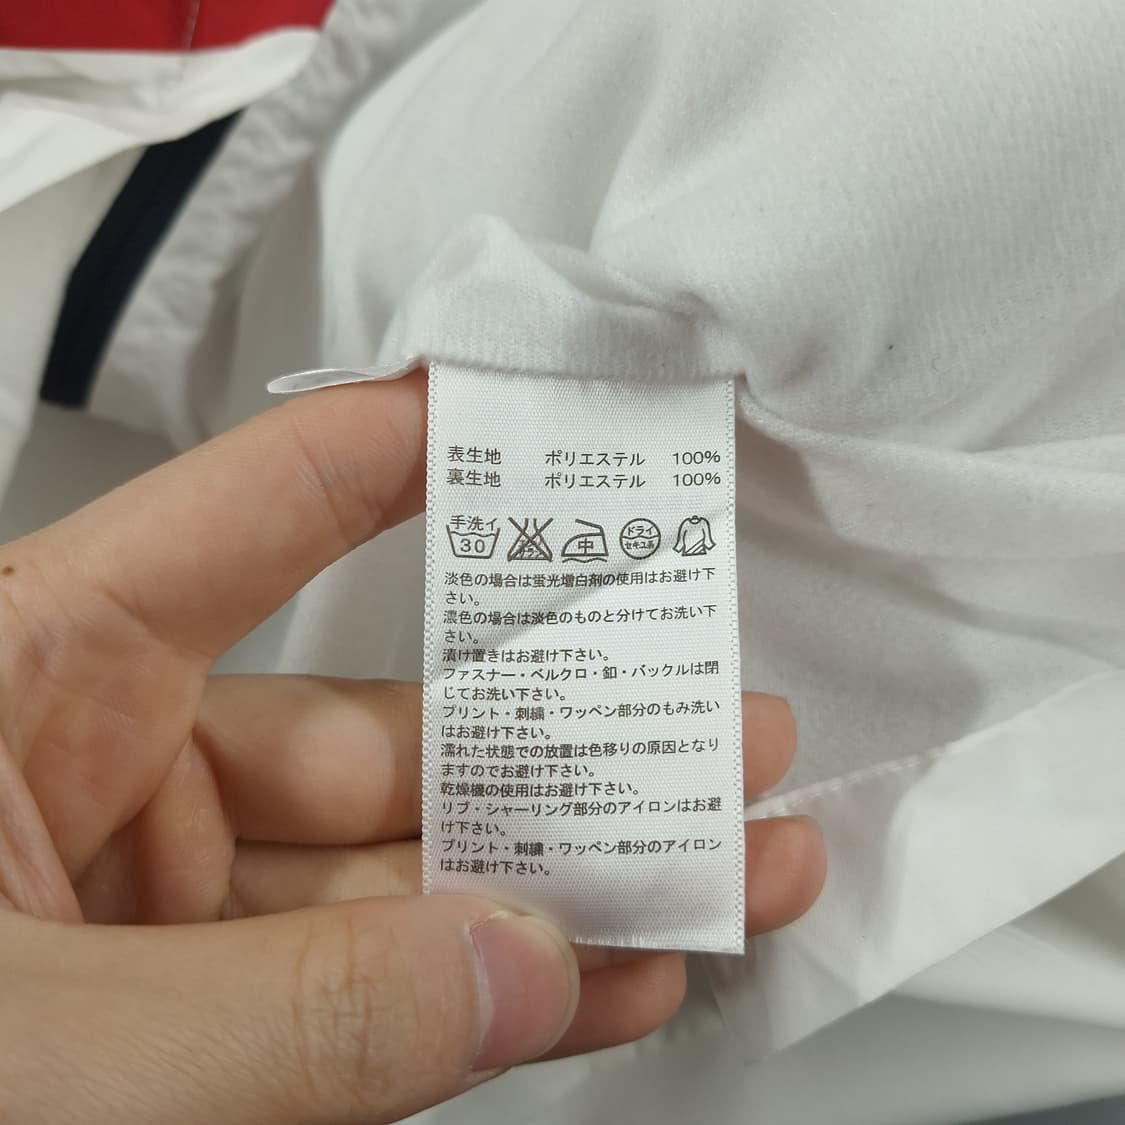 表生地 ポリエステル 100%
裏生地 ポリエステル 100%
手洗イ 30 エンソサラシ 中 ドライ セキユ系
淡色の場合は蛍光増白剤の使用はお避け下
さい。
濃色の場合は淡色のものと分けてお洗い下
さい。
漬け置きはお避け下さい。
ファスナー・ベルクロ・釦・バックルは閉
じてお洗い下さい。
プリント・刺繍・ワッペン部分のもみ洗い
はお避け下さい。
濡れた状態での放置は色移りの原因となり
ますのでお避け下さい。
乾燥機の使用はお避け下さい。
リブ・シャーリング部分のアイロンはお避
け下さい。
プリント・刺繍・ワッペン部分のアイロン
はお避け下さい。